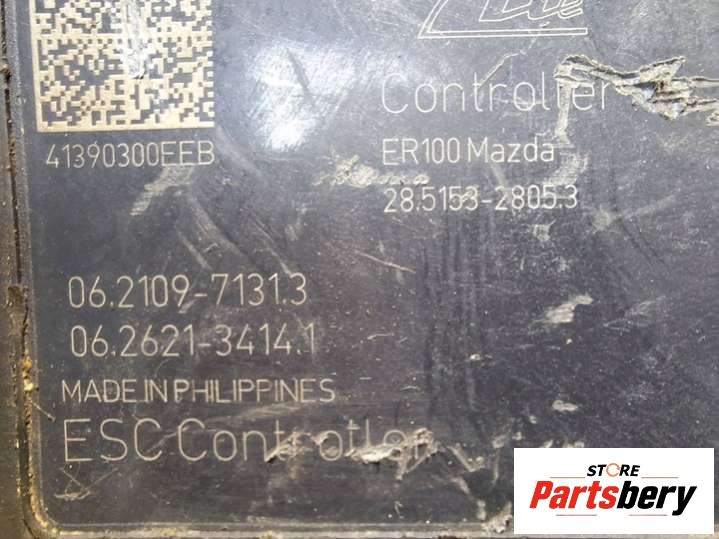 Ate
Controller
41390300EEB
ER100 Mazda
28.5153-2805.3
06.2109-7131.3
06.2621-3414.1
MADE IN PHILIPPINES
ESC Controller
STORE
Partsbery